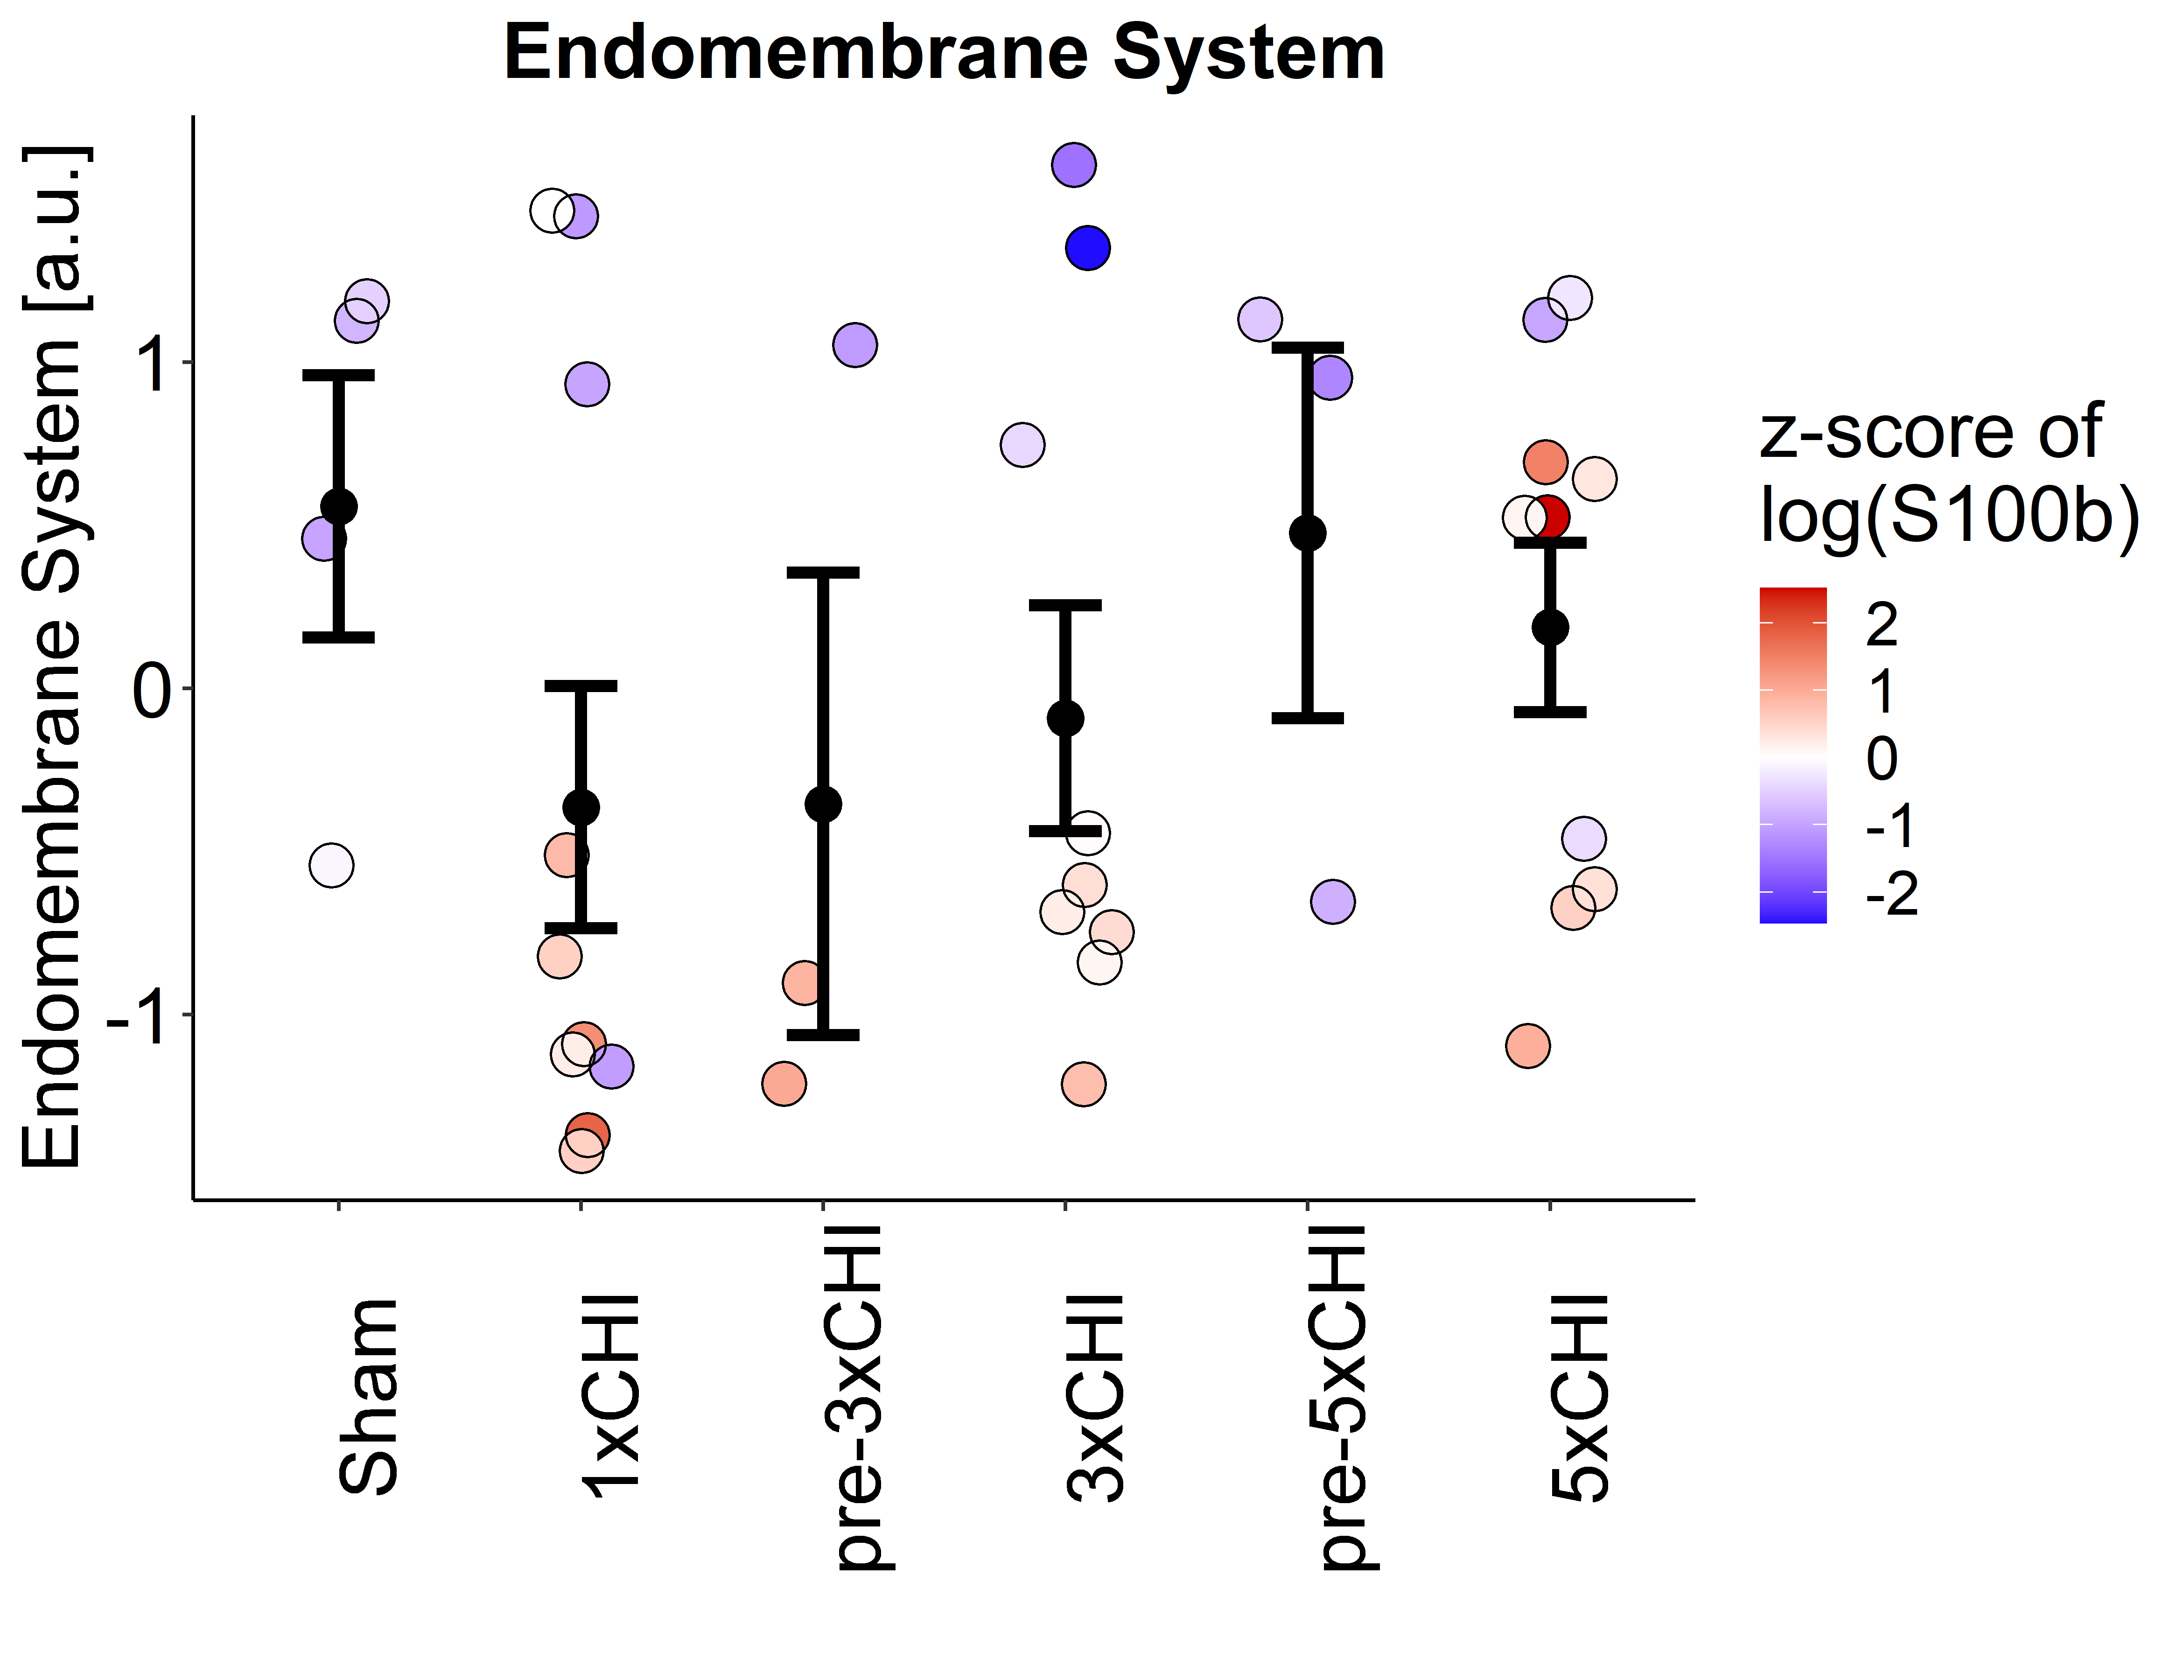 Endomembrane System
Endomembrane System [a.u.]
1
0
-1
Sham
1xCHI
pre-3xCHI
3xCHI
pre-5xCHI
5xCHI
z-score of
log(S100b)
2
1
0
-1
-2